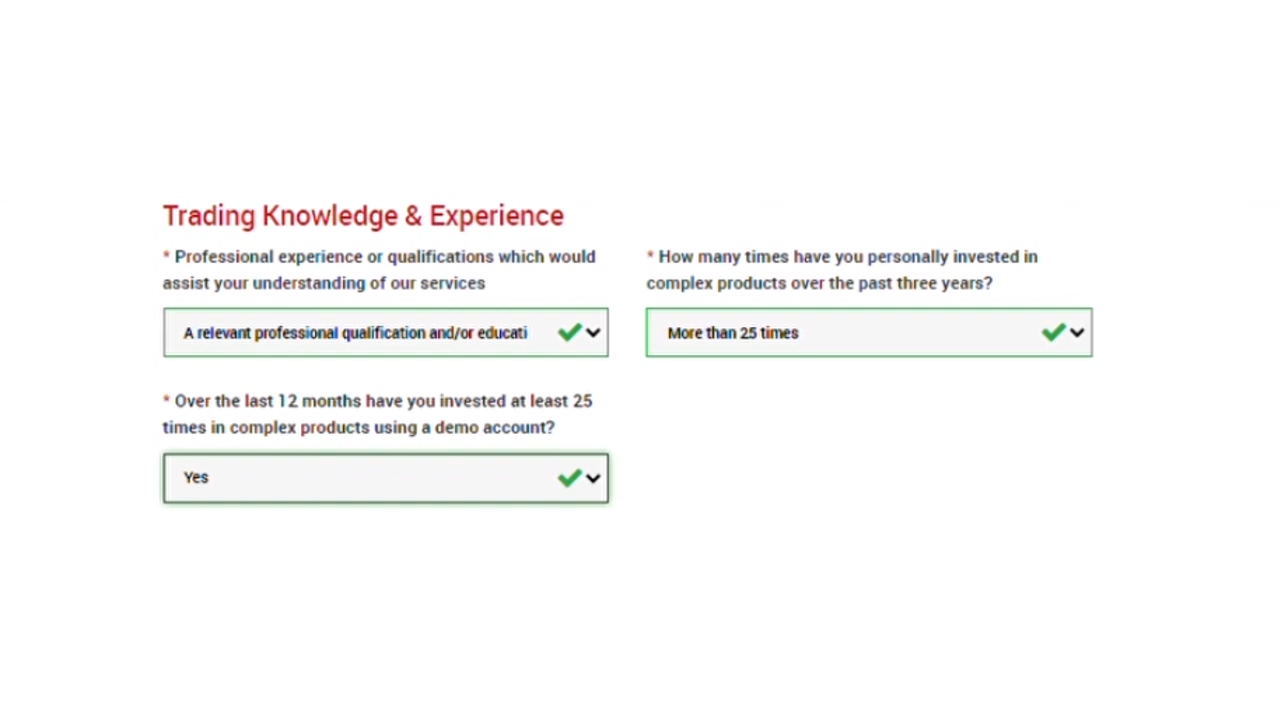 Trading Knowledge & Experience
* Professional experience or qualifications which would
assist your understanding of our services
A relevant professional qualification and/or educati
* How many times have you personally invested in
complex products over the past three years?
More than 25 times
* Over the last 12 months have you invested at least 25
times in complex products using a demo account?
Yes